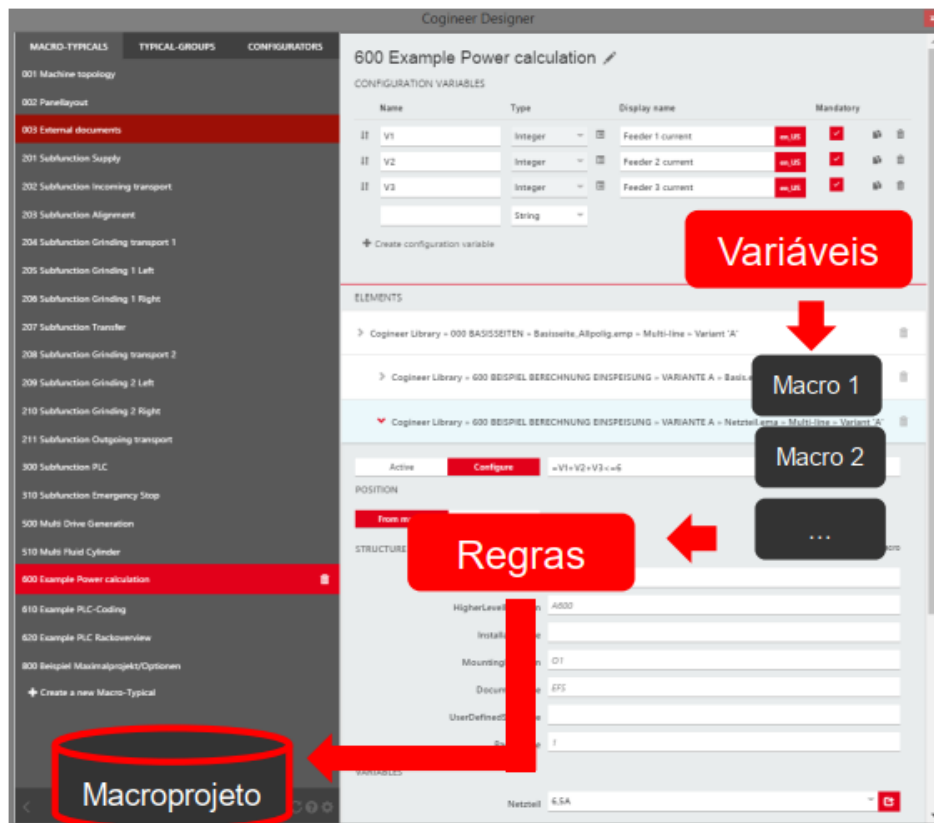 Cogineer Designer
MACRO-TYPICALS TYPICAL-GROUPS CONFIGURATORS
001 Machine topology
002 Panellayout
003 External documents
201 Subfunction Supply
202 Subfunction Incoming transport
203 Subfunction Alignment
204 Subfunction Grinding transport 1
205 Subfunction Grinding 1 Left
206 Subfunction Grinding 1 Right
207 Subfunction Transfer
208 Subfunction Grinding transport 2
209 Subfunction Grinding 2 Left
210 Subfunction Grinding 2 Right
211 Subfunction Outgoing transport
300 Subfunction PLC
310 Subfunction Emergency Stop
500 Multi Drive Generation
510 Multi Fluid Cylinder
600 Example Power calculation
610 Example PLC-Coding
620 Example PLC Rackoverview
800 Beispiel Maximalprojekt/Optionen
+ Create a new Macro-Typical
Macroprojeto
600 Example Power calculation
CONFIGURATION VARIABLES
Name Type Display name Mandatory
V1 Integer Feeder 1 current en_US
V2 Integer Feeder 2 current en_US
V3 Integer Feeder 3 current en_US
String
+ Create configuration variable
Variáveis
ELEMENTS
Cogineer Library » 000 BASISSEITEN » Basisseite_Allpolig.emp » Multi-line » Variant 'A'
Cogineer Library » 600 BEISPIEL BERECHNUNG EINSPEISUNG » VARIANTE A » Basis.e
Macro 1
Cogineer Library » 600 BEISPIEL BERECHNUNG EINSPEISUNG » VARIANTE A » Netzteil.ema » Multi-line » Variant 'A'
Macro 2
Active Configure =V1+V2+V3<=6
POSITION
From m
...
Regras
STRUCTURE
HigherLevel A600
Installa
Mounting O1
Docum EFS
UserDefinedS
1
VARIABLES
Netzteil 6,5A